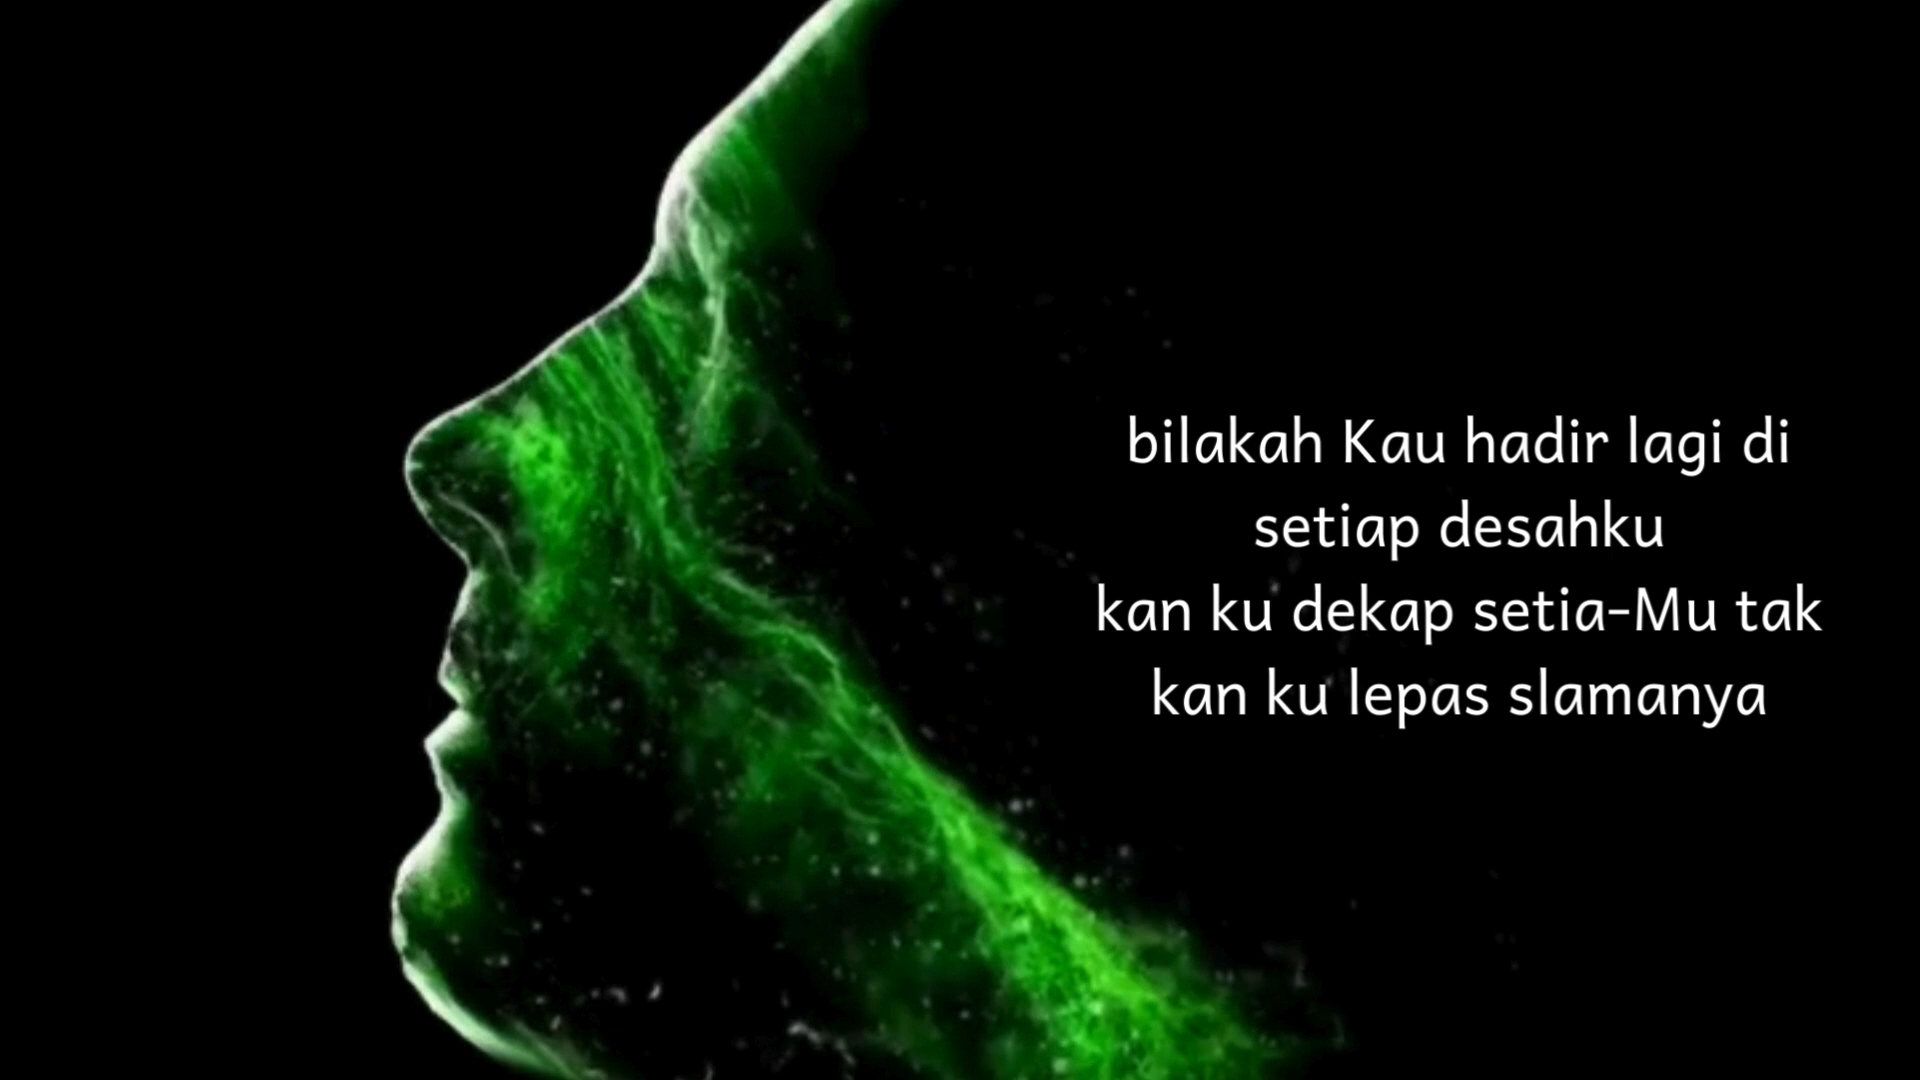 bilakah Kau hadir lagi di
setiap desahku
kan ku dekap setia-Mu tak
kan ku lepas slamanya